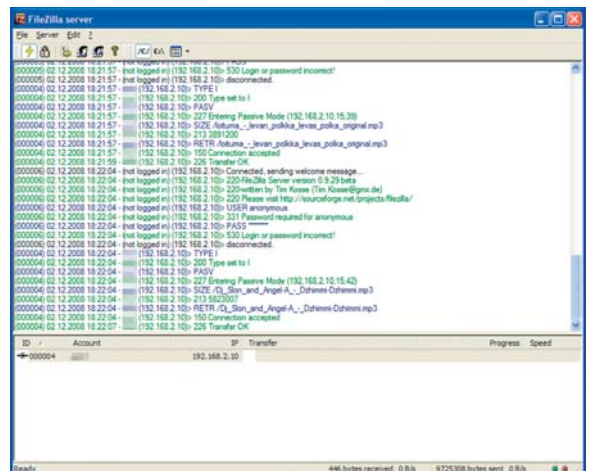 FileZilla server
File Server Edit ?
/C/ C:\
(000005) 02.12.2008 18:21:57 - (not logged in) (192.168.2.10)> PASS
(000005) 02.12.2008 18:21:57 - (not logged in) (192.168.2.10)> 530 Login or password incorrect!
(000005) 02.12.2008 18:21:57 - (not logged in) (192.168.2.10)> disconnected.
(000004) 02.12.2008 18:21:57 - (192.168.2.10)> TYPE I
(000004) 02.12.2008 18:21:57 - (192.168.2.10)> 200 Type set to I
(000004) 02.12.2008 18:21:57 - (192.168.2.10)> PASV
(000004) 02.12.2008 18:21:57 - (192.168.2.10)> 227 Entering Passive Mode (192,168,2,10,15,39)
(000004) 02.12.2008 18:21:57 - (192.168.2.10)> SIZE /loituma_-_levan_polkka_levas_polka_original.mp3
(000004) 02.12.2008 18:21:57 - (192.168.2.10)> 213 3891200
(000004) 02.12.2008 18:21:57 - (192.168.2.10)> RETR /loituma_-_levan_polkka_levas_polka_original.mp3
(000004) 02.12.2008 18:21:57 - (192.168.2.10)> 150 Connection accepted
(000004) 02.12.2008 18:21:59 - (192.168.2.10)> 226 Transfer OK
(000006) 02.12.2008 18:22:04 - (not logged in) (192.168.2.10)> Connected, sending welcome message...
(000006) 02.12.2008 18:22:04 - (not logged in) (192.168.2.10)> 220-FileZilla Server version 0.9.29 beta
(000006) 02.12.2008 18:22:04 - (not logged in) (192.168.2.10)> 220-written by Tim Kosse (Tim.Kosse@gmx.de)
(000006) 02.12.2008 18:22:04 - (not logged in) (192.168.2.10)> 220 Please visit http://sourceforge.net/projects/filezilla/
(000006) 02.12.2008 18:22:04 - (not logged in) (192.168.2.10)> USER anonymous
(000006) 02.12.2008 18:22:04 - (not logged in) (192.168.2.10)> 331 Password required for anonymous
(000006) 02.12.2008 18:22:04 - (not logged in) (192.168.2.10)> PASS *******
(000006) 02.12.2008 18:22:04 - (not logged in) (192.168.2.10)> 530 Login or password incorrect!
(000006) 02.12.2008 18:22:04 - (not logged in) (192.168.2.10)> disconnected.
(000004) 02.12.2008 18:22:04 - (192.168.2.10)> TYPE I
(000004) 02.12.2008 18:22:04 - (192.168.2.10)> 200 Type set to I
(000004) 02.12.2008 18:22:04 - (192.168.2.10)> PASV
(000004) 02.12.2008 18:22:04 - (192.168.2.10)> 227 Entering Passive Mode (192,168,2,10,15,42)
(000004) 02.12.2008 18:22:04 - (192.168.2.10)> SIZE /Dj_Slon_and_Angel-A_-_Dzhimmi-Dzhimmi.mp3
(000004) 02.12.2008 18:22:04 - (192.168.2.10)> 213 5823007
(000004) 02.12.2008 18:22:04 - (192.168.2.10)> RETR /Dj_Slon_and_Angel-A_-_Dzhimmi-Dzhimmi.mp3
(000004) 02.12.2008 18:22:04 - (192.168.2.10)> 150 Connection accepted
(000004) 02.12.2008 18:22:07 - (192.168.2.10)> 226 Transfer OK
ID / Account IP Transfer Progress Speed
000004 192.168.2.10
Ready 446 bytes received 0 B/s 9725308 bytes sent 0 B/s